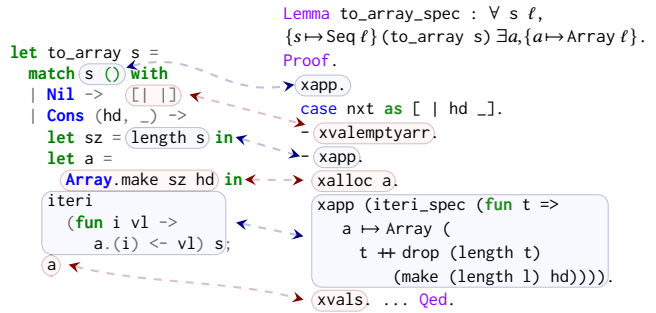 let to_array s =
match s () with
| Nil -> [| |]
| Cons (hd, _) ->
let sz = length s in
let a =
Array.make sz hd in
iteri
(fun i vl ->
a.(i) <- vl) s;
a
Lemma to_array_spec : ∀ s ℓ,
{s ↦ Seq ℓ} (to_array s) ∃a, {a ↦ Array ℓ}.
Proof.
xapp.
case nxt as [ | hd _].
- xvalemptyarr.
- xapp.
xalloc a.
xapp (iteri_spec (fun t =>
a ↦ Array (
t ++ drop (length t)
(make (length l) hd)))).
xvals. ... Qed.